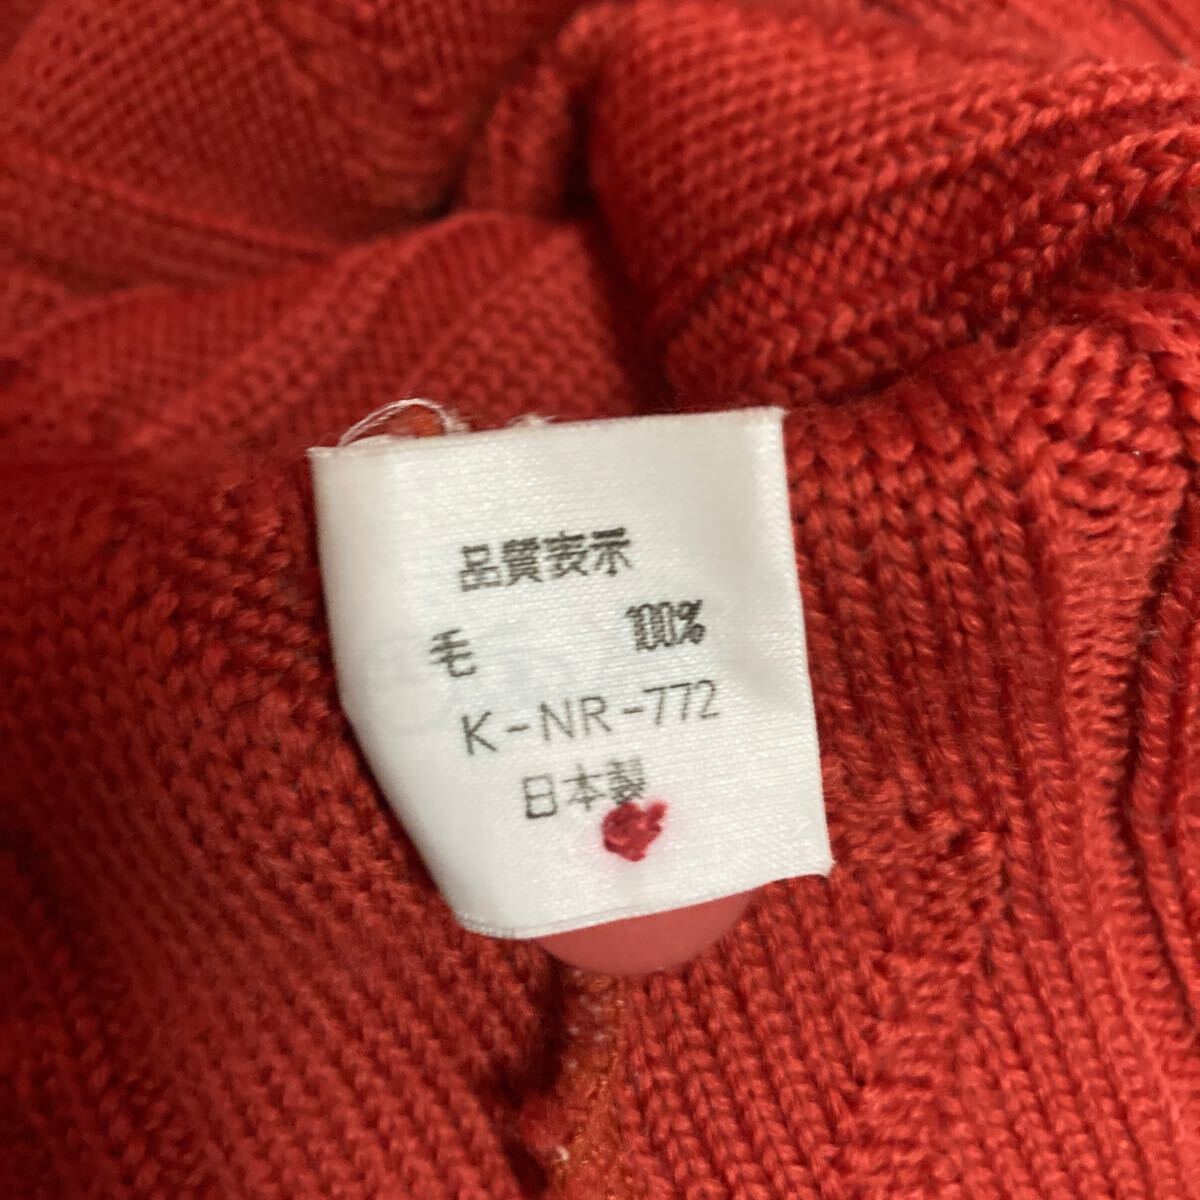 品質表示
毛 100%
K-NR-772
日本製